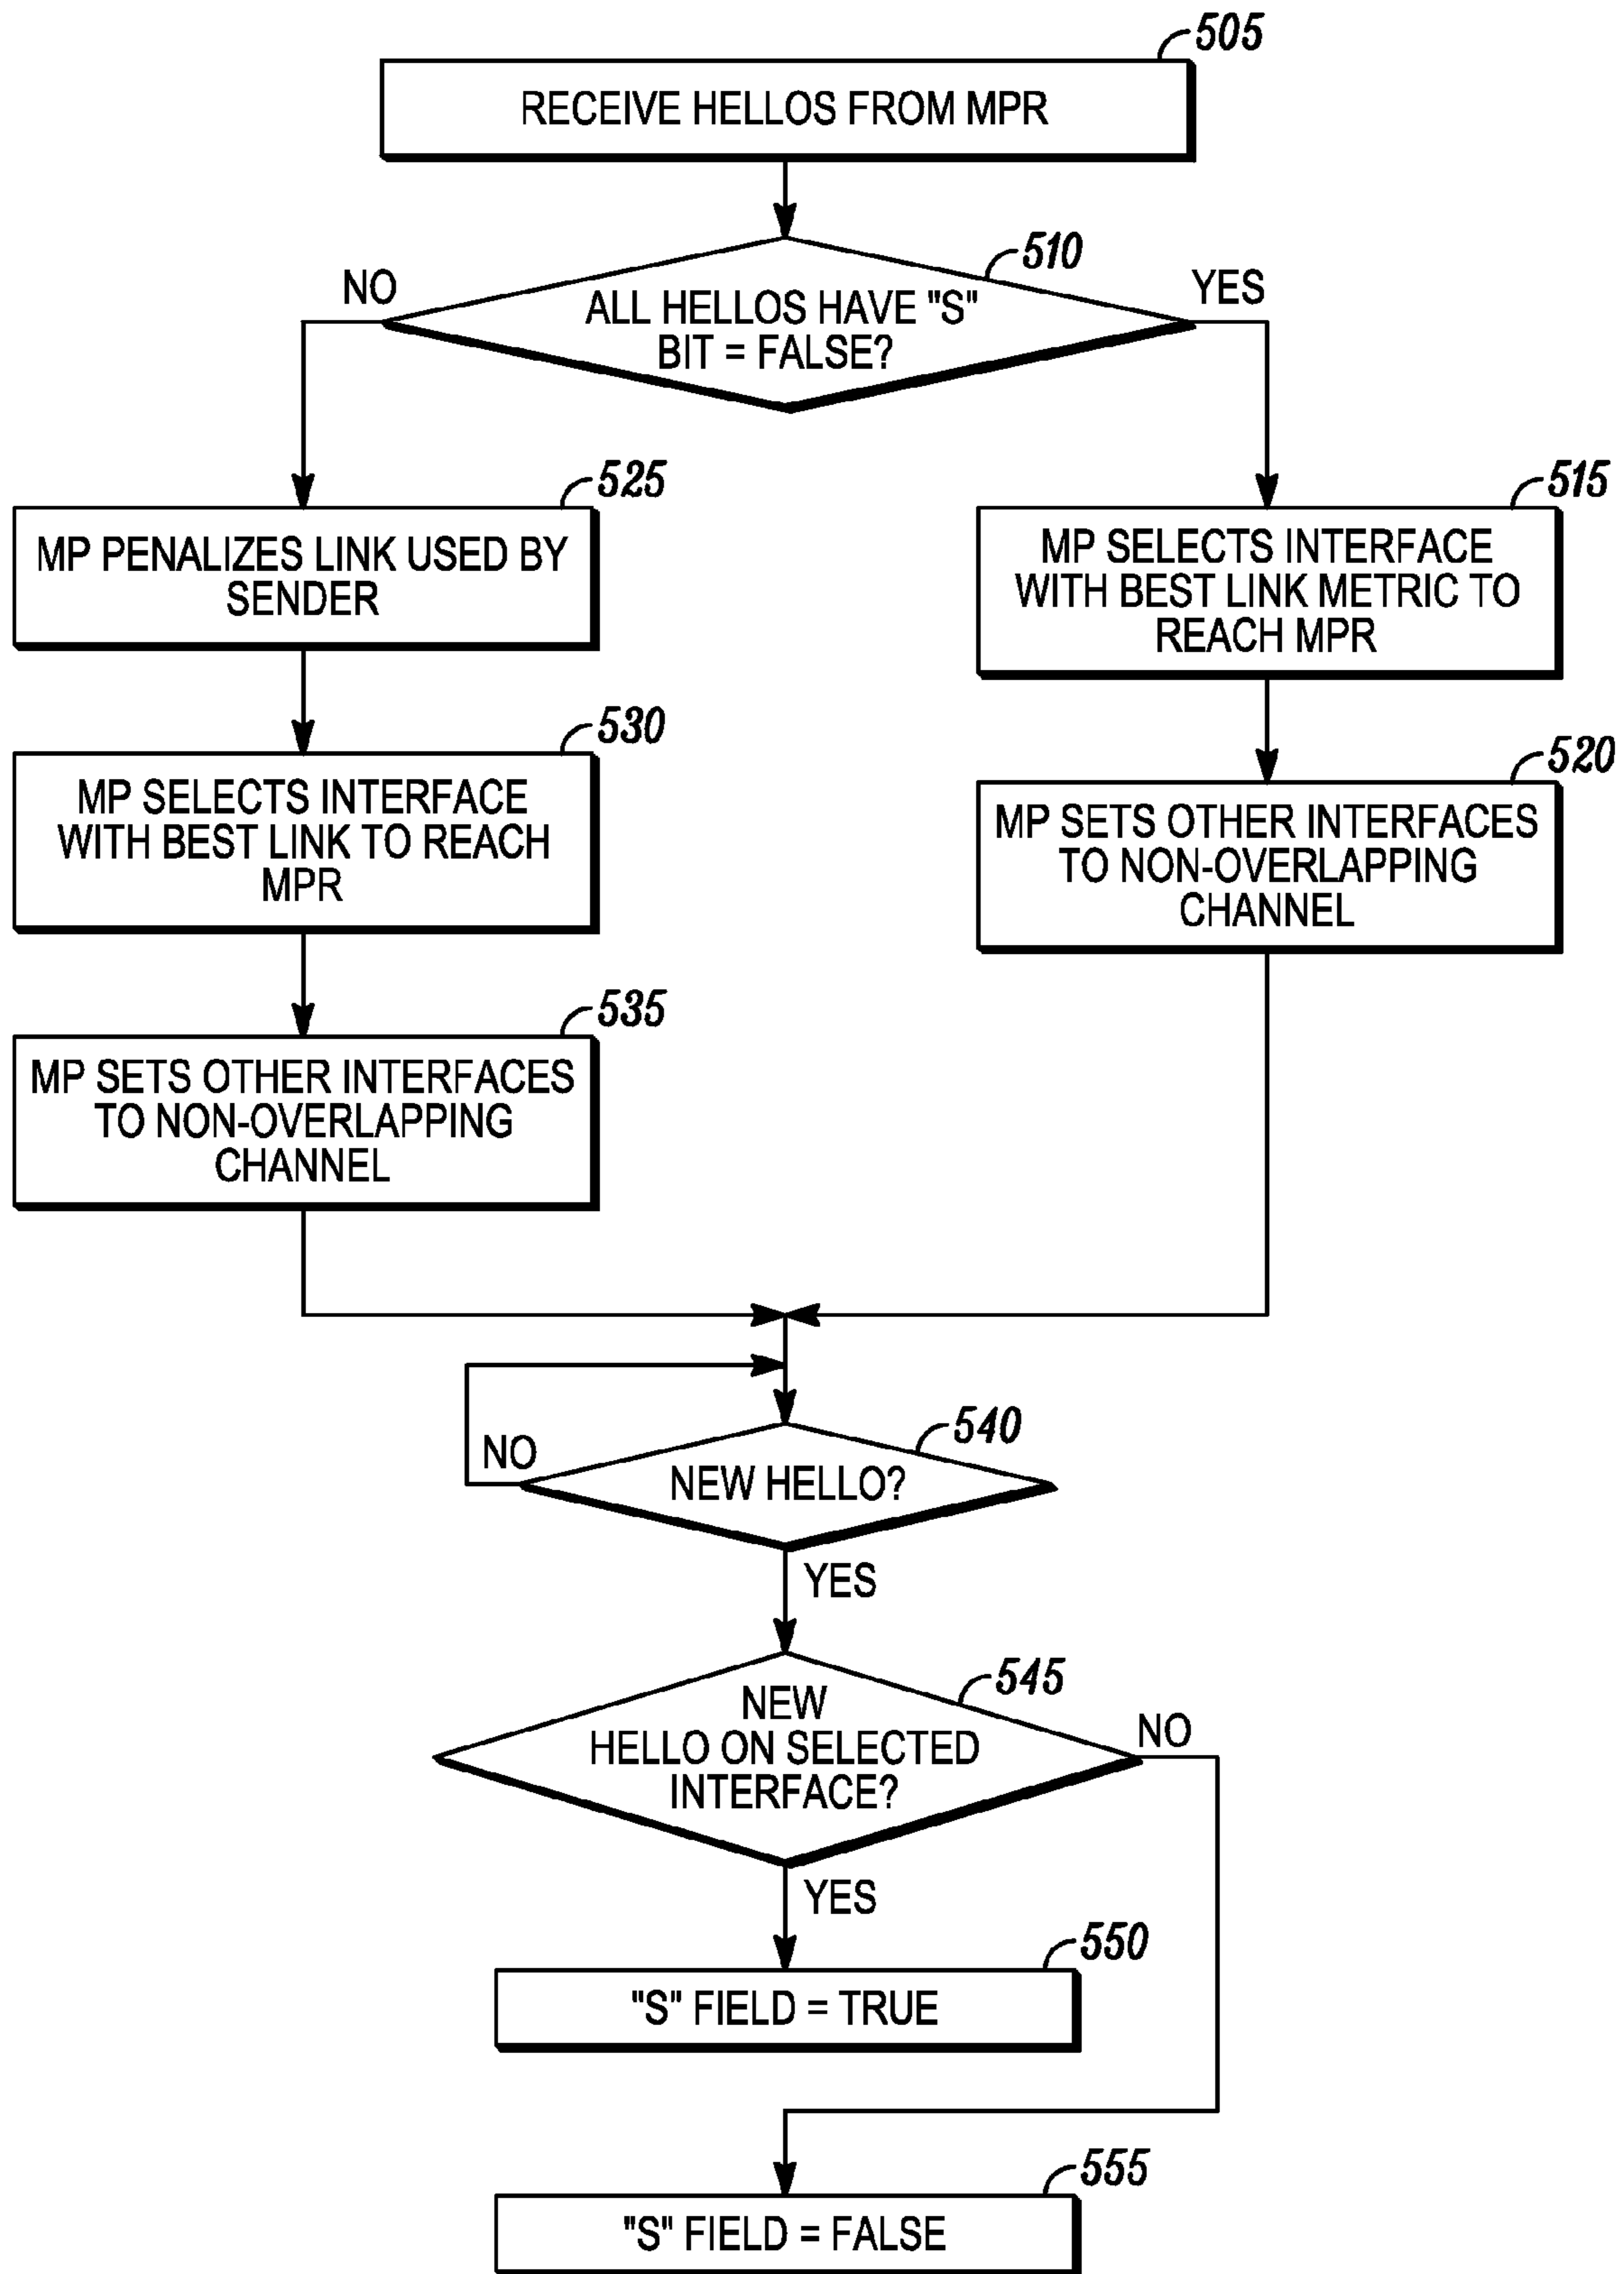 505
RECEIVE HELLOS FROM MPR
510
NO
YES
ALL HELLOS HAVE "S"
BIT = FALSE?
525
MP PENALIZES LINK USED BY
SENDER
515
MP SELECTS INTERFACE
WITH BEST LINK METRIC TO
REACH MPR
530
MP SELECTS INTERFACE
WITH BEST LINK TO REACH
MPR
520
MP SETS OTHER INTERFACES
TO NON-OVERLAPPING
CHANNEL
535
MP SETS OTHER INTERFACES
TO NON-OVERLAPPING
CHANNEL
540
NO
NEW HELLO?
YES
545
NEW
HELLO ON SELECTED
INTERFACE?
NO
YES
550
"S" FIELD = TRUE
555
"S" FIELD = FALSE